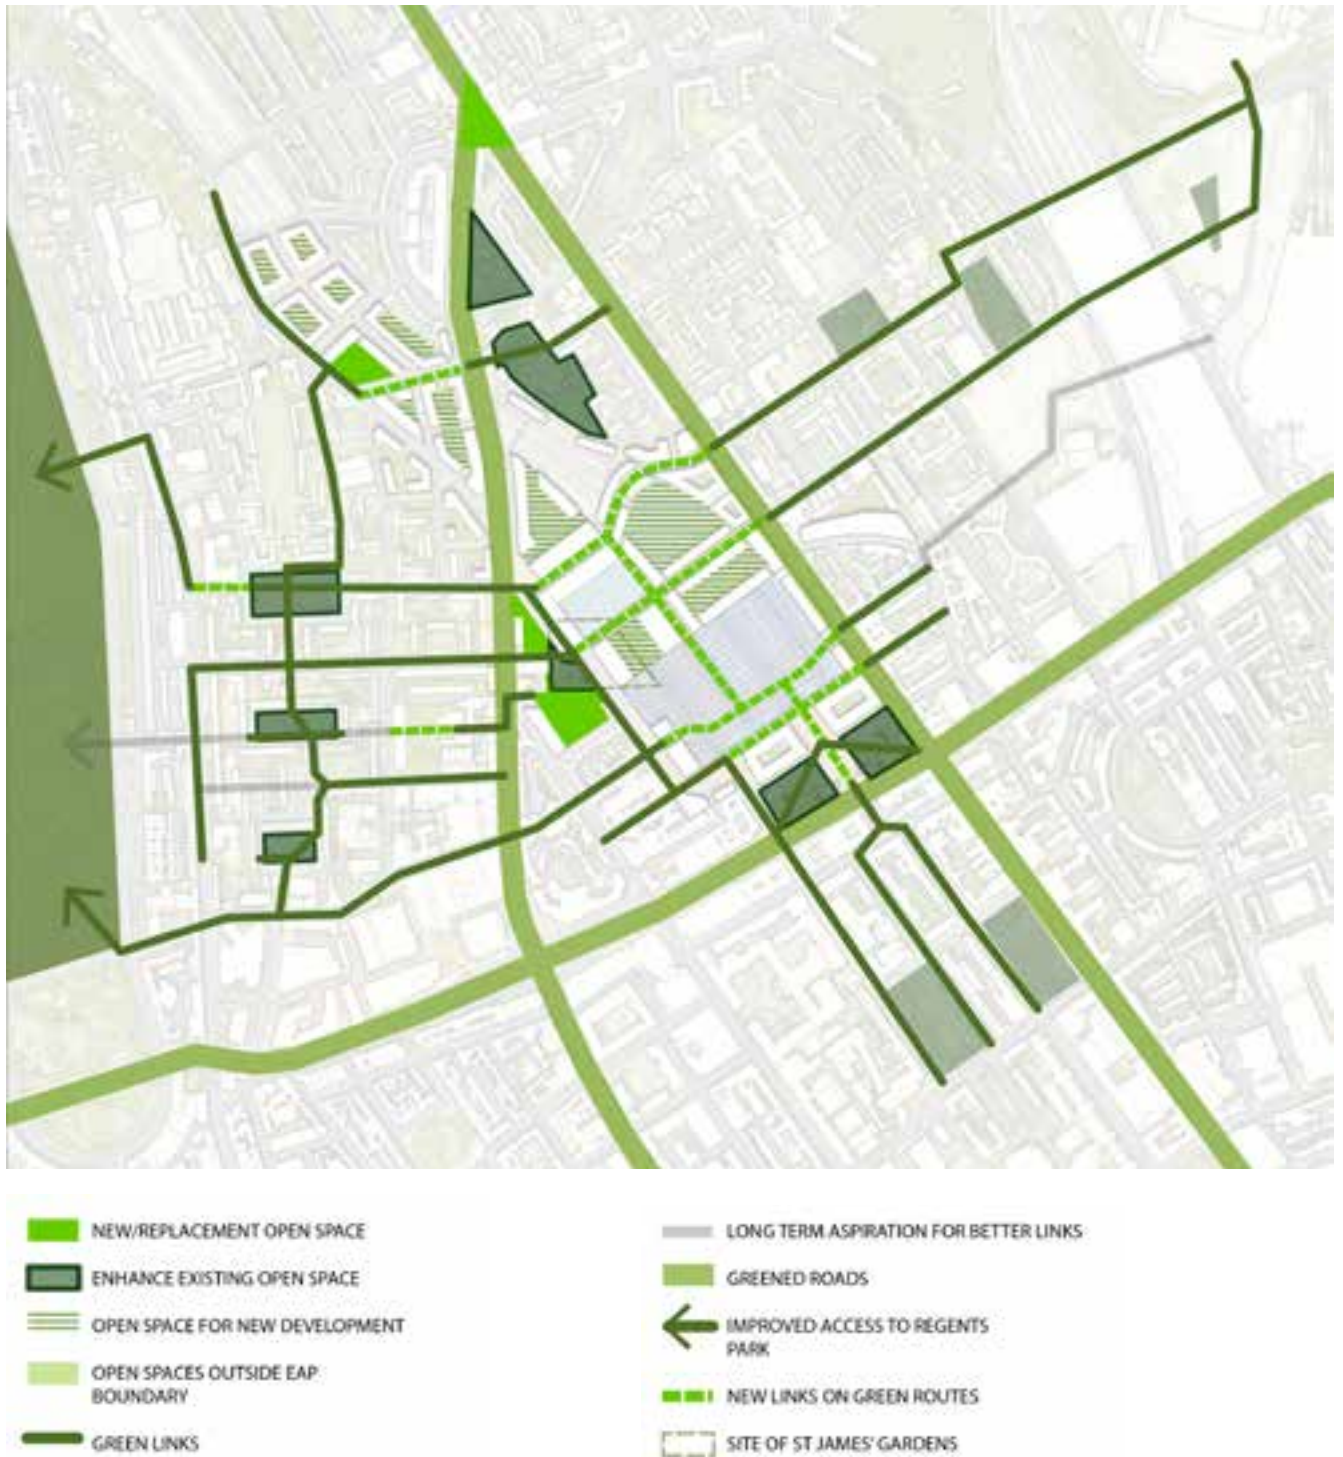 NEW/REPLACEMENT OPEN SPACE
ENHANCE EXISTING OPEN SPACE
OPEN SPACE FOR NEW DEVELOPMENT
OPEN SPACES OUTSIDE EAP
BOUNDARY
GREEN LINKS
LONG TERM ASPIRATION FOR BETTER LINKS
GREENED ROADS
IMPROVED ACCESS TO REGENTS
PARK
NEW LINKS ON GREEN ROUTES
SITE OF ST JAMES' GARDENS